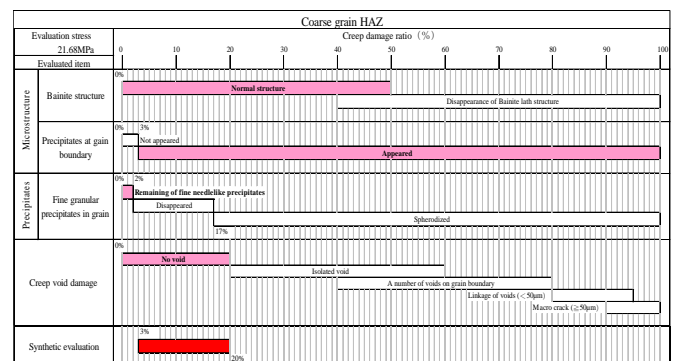 Coarse grain HAZ
Evaluation stress
21.68MPa
Creep damage ratio (%)
0 10 20 30 40 50 60 70 80 90 100
Evaluated item
Microstructure
Bainite structure
0%
Normal structure
Disappearance of Bainite lath structure
Precipitates at gain
boundary
0% 3%
Not appeared
Appeared
Precipitates
Fine granular
precipitates in grain
0% 2%
Remaining of fine needlelike precipitates
Disappeared
Spherodized
17%
Creep void damage
0%
No void
Isolated void
A number of voids on grain boundary
Linkage of voids (<50μm)
Macro crack (≧50μm)
Synthetic evaluation
3%
20%